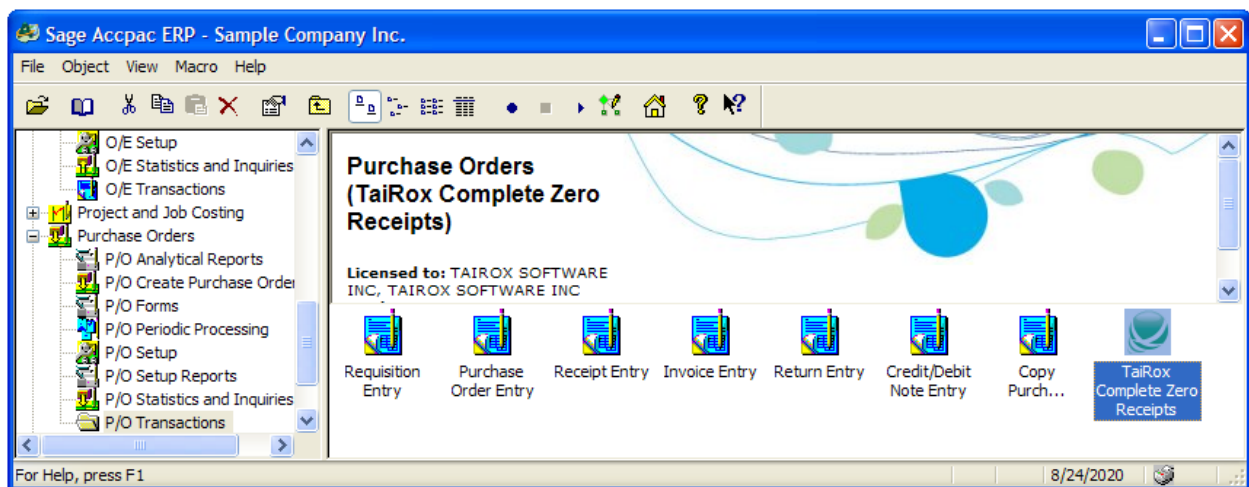 Sage Accpac ERP - Sample Company Inc.
File Object View Macro Help
O/E Setup
O/E Statistics and Inquiries
O/E Transactions
Project and Job Costing
Purchase Orders
P/O Analytical Reports
P/O Create Purchase Order
P/O Forms
P/O Periodic Processing
P/O Setup
P/O Setup Reports
P/O Statistics and Inquiries
P/O Transactions
Purchase Orders
(TaiRox Complete Zero
Receipts)
Licensed to: TAIROX SOFTWARE
INC, TAIROX SOFTWARE INC
Requisition
Entry
Purchase
Order Entry
Receipt Entry
Invoice Entry
Return Entry
Credit/Debit
Note Entry
Copy
Purch...
TaiRox
Complete Zero
Receipts
For Help, press F1
8/24/2020